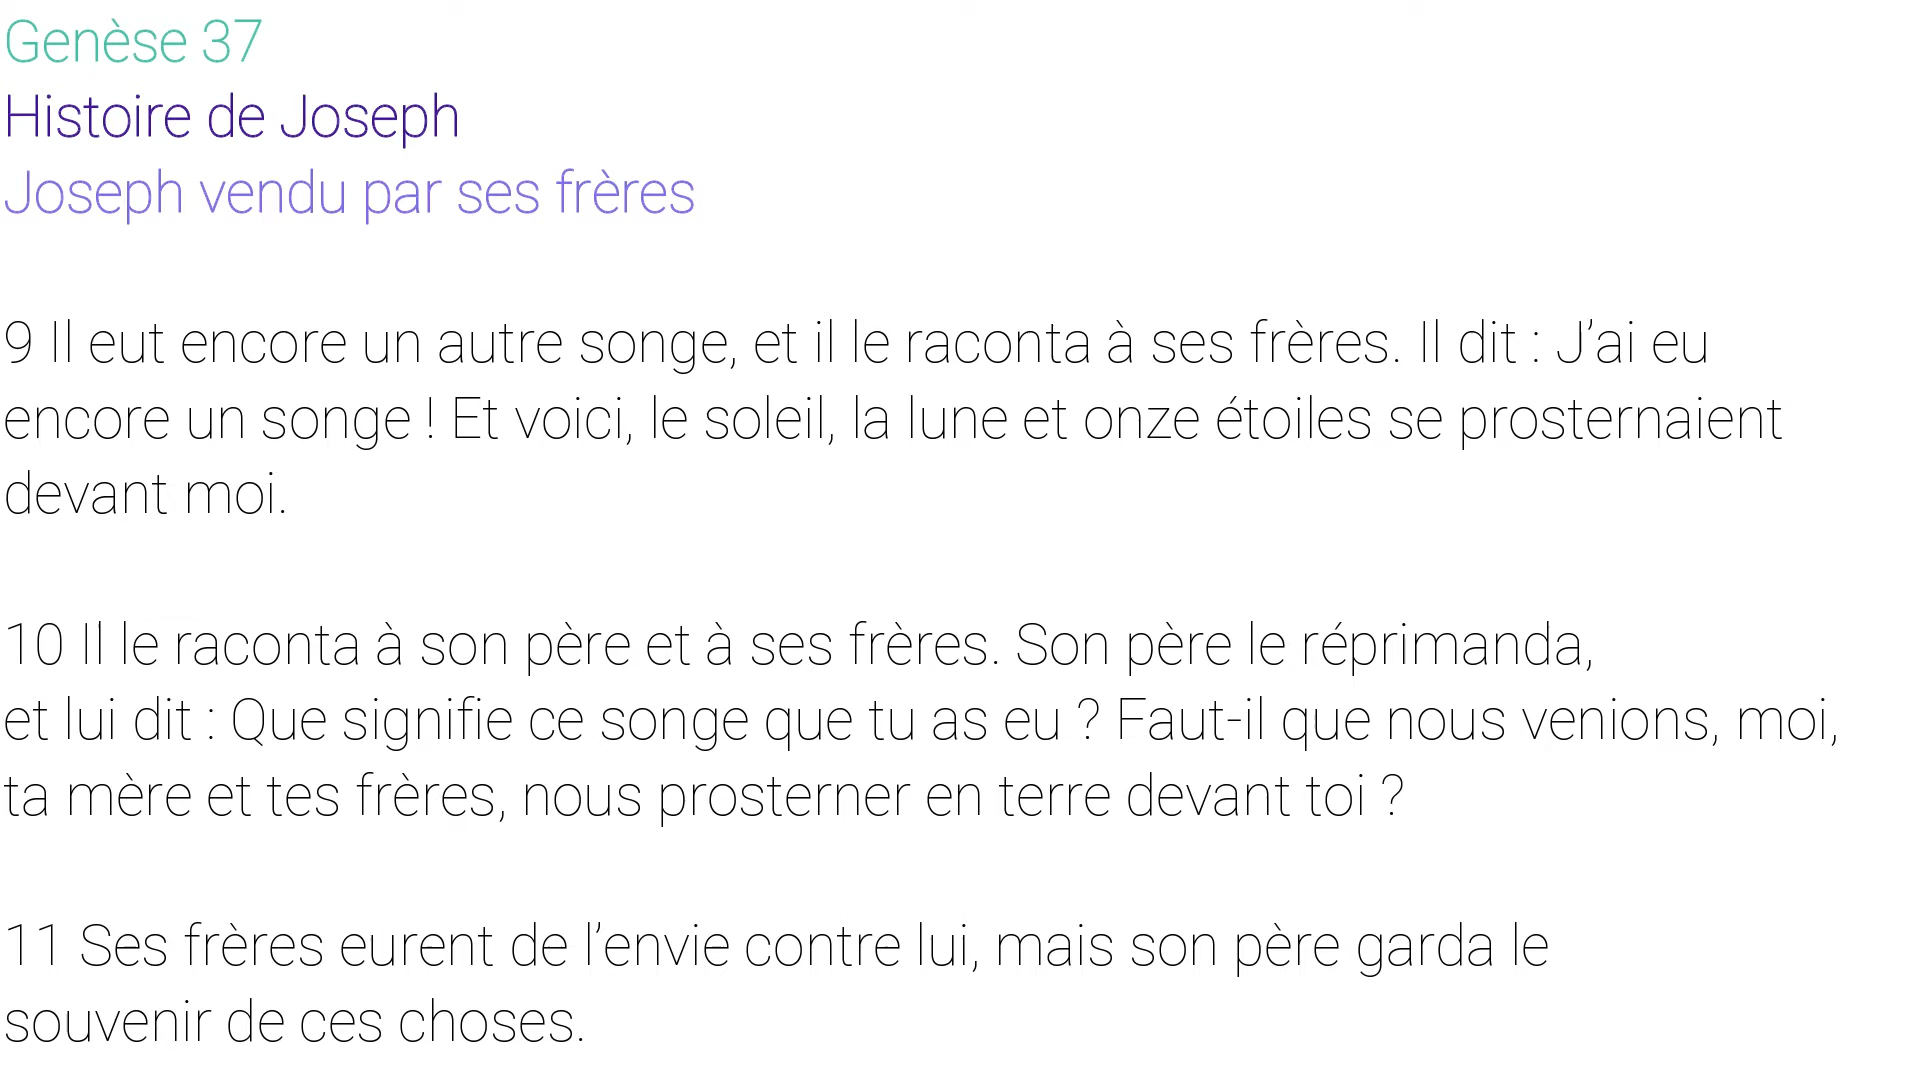 Genèse 37
Histoire de Joseph
Joseph vendu par ses frères
9 Il eut encore un autre songe, et il le raconta à ses frères. Il dit : J’ai eu
encore un songe ! Et voici, le soleil, la lune et onze étoiles se prosternaient
devant moi.
10 Il le raconta à son père et à ses frères. Son père le réprimanda,
et lui dit : Que signifie ce songe que tu as eu ? Faut-il que nous venions, moi,
ta mère et tes frères, nous prosterner en terre devant toi ?
11 Ses frères eurent de l’envie contre lui, mais son père garda le
souvenir de ces choses.